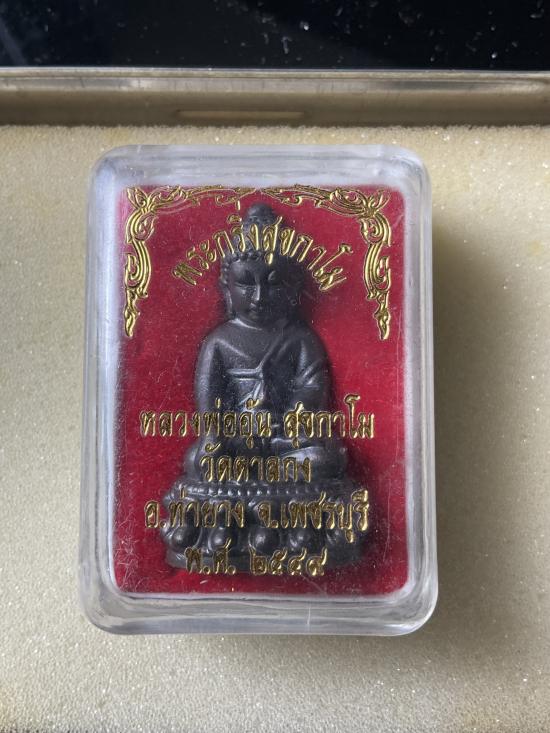 พระกริ่งสุขกาโม
หลวงพ่ออุ้น สุขกาโม
วัดตาลกง
อ.ท่ายาง จ.เพชรบุรี
พ.ศ. ๒๕๔๙